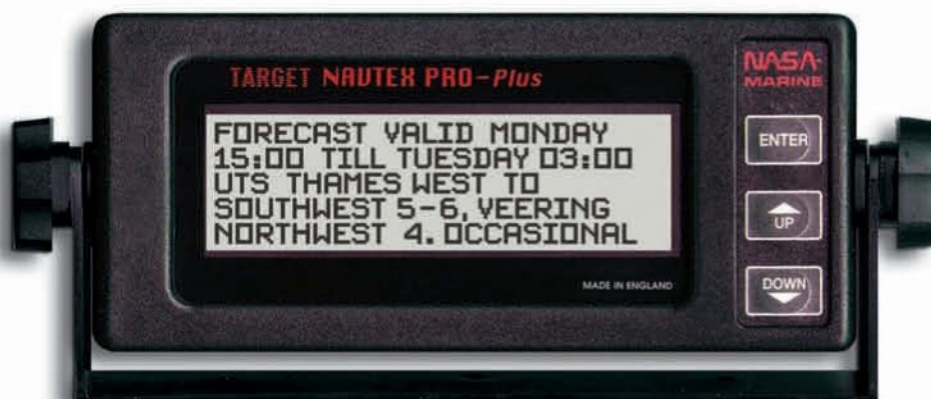 TARGET NAVTEX PRO-Plus
NASA
MARINE
FORECAST VALID MONDAY
15:00 TILL TUESDAY 03:00
UTS THAMES WEST TO
SOUTHWEST 5-6, VEERING
NORTHWEST 4. OCCASIONAL
ENTER
UP
DOWN
MADE IN ENGLAND